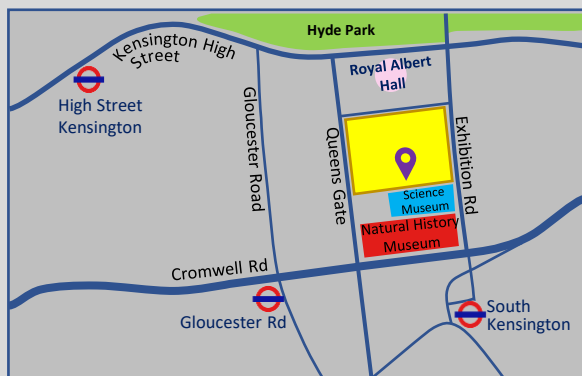 Hyde Park
Kensington High
Street
Royal Albert
Hall
High Street
Kensington
Gloucester Road
Queens Gate
Exhibition Rd
Science
Museum
Natural History
Museum
Cromwell Rd
Gloucester Rd
South
Kensington